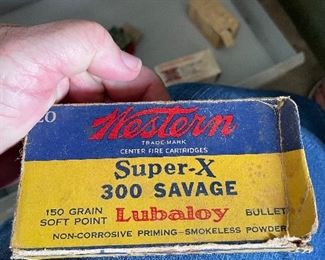 20
Western
TRADE-MARK
CENTER FIRE CARTRIDGES
Super-X
300 SAVAGE
150 GRAIN SOFT POINT Lubaloy BULLET
NON-CORROSIVE PRIMING—SMOKELESS POWDER